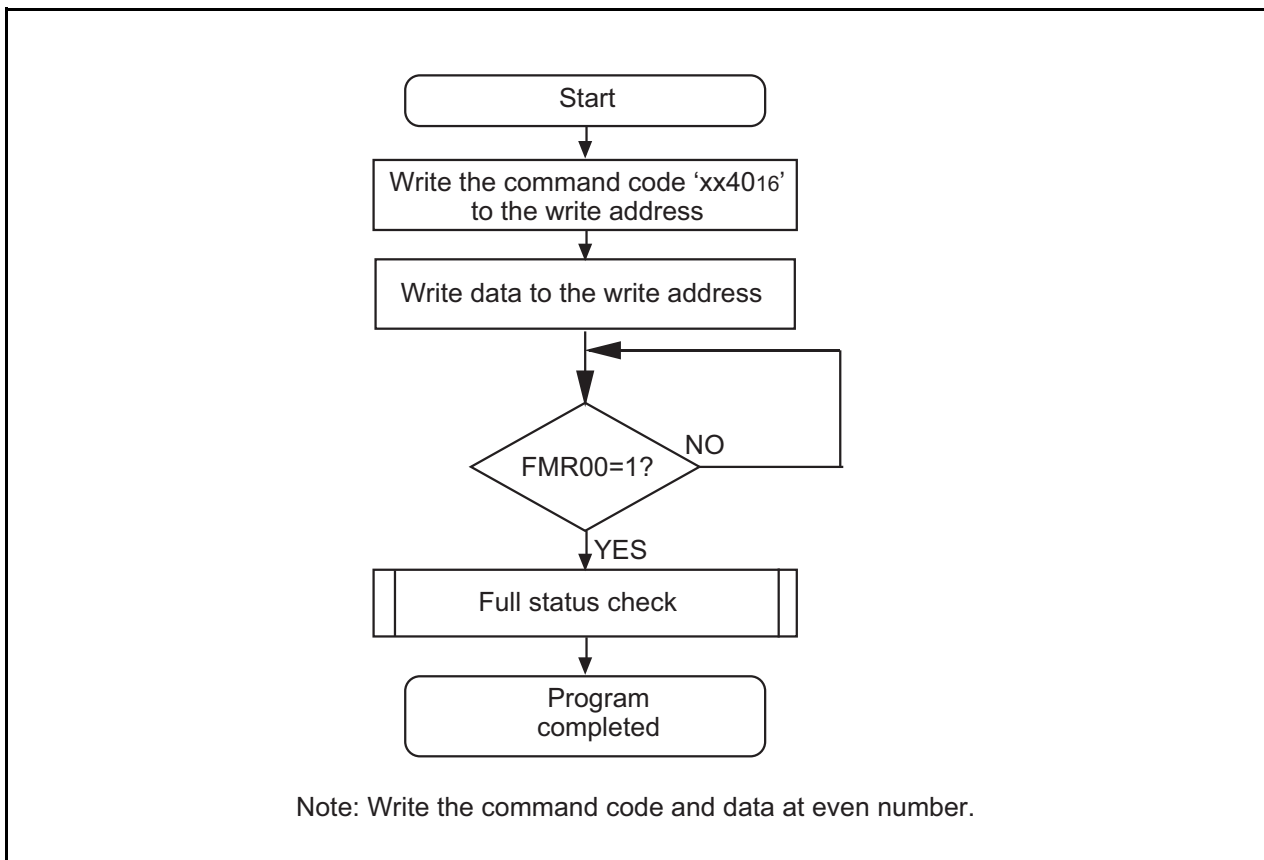 Start
Write the command code ‘xx4016’
to the write address
Write data to the write address
NO
FMR00=1?
YES
Full status check
Program
completed
Note: Write the command code and data at even number.